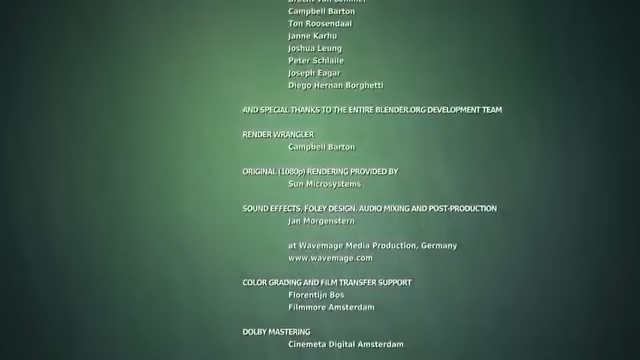 Campbell Barton
Ton Roosendaal
Janne Karhu
Joshua Leung
Peter Schlaile
Joseph Eagar
Diego Hernan Borghetti
AND SPECIAL THANKS TO THE ENTIRE BLENDER.ORG DEVELOPMENT TEAM
RENDER WRANGLER
Campbell Barton
ORIGINAL (1080p) RENDERING PROVIDED BY
Sun Microsystems
SOUND EFFECTS, FOLEY DESIGN, AUDIO MIXING AND POST-PRODUCTION
Jan Morgenstern
at Wavemage Media Production, Germany
www.wavemage.com
COLOR GRADING AND FILM TRANSFER SUPPORT
Florentijn Bos
Filmmore Amsterdam
DOLBY MASTERING
Cinemeta Digital Amsterdam